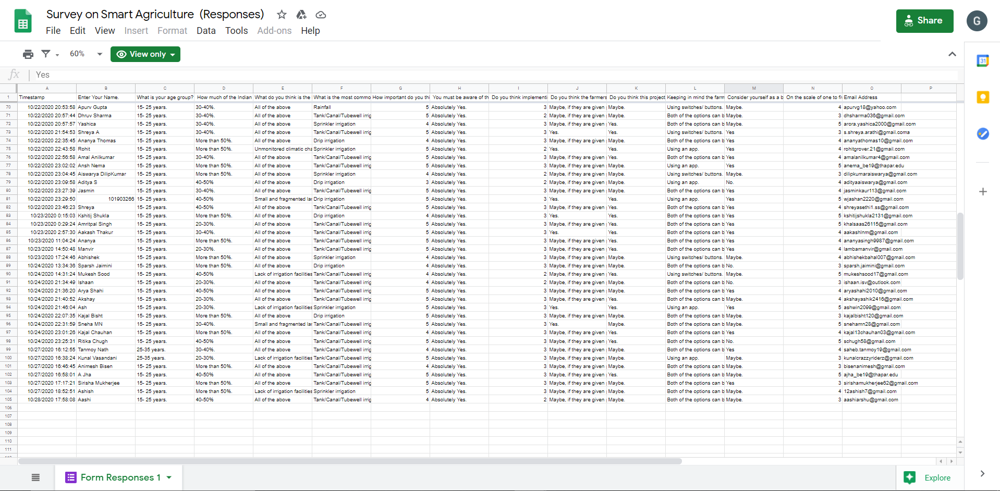 Survey on Smart Agriculture (Responses)
File Edit View Insert Format Data Tools Add-ons Help
Share
G
60% View only
fx Yes
31
A B C D E F G H I J K L M N O P
1 Timestamp Enter Your Name. What is your age group? How much of the Indian What do you think is the What is the most commo How important do you thi You must be aware of th Do you think implementi Do you think the farmers Do you think this project Keeping in mind the farm Consider yourself as a b On the scale of one to fi Email Address
70 10/22/2020 20:53:58 Apurv Gupta 15- 25 years. 30-40%. All of the above Rainfall 5 Absolutely Yes. 3 Maybe, if they are given Maybe. Using switches/ buttons. Maybe. 4 apurvg18@yahoo.com
71 10/22/2020 20:57:44 Dhruv Sharma 15- 25 years. 30-40%. All of the above Tank/Canal/Tubewell irrig 5 Absolutely Yes. 2 Maybe, if they are given Maybe. Both of the options can b Maybe. 3 dhsharma036@gmail.com
72 10/22/2020 20:57:57 Yashica 15- 25 years. 30-40%. All of the above Sprinkler irrigation 4 Absolutely Yes. 3 Maybe, if they are given Yes. Both of the options can b Maybe. 5 arora.yashica2000@gmail.com
73 10/22/2020 21:54:53 Shreya A 15- 25 years. 30-40%. All of the above Tank/Canal/Tubewell irrig 5 Absolutely Yes. 3 Yes. Yes. Using switches/ buttons. Yes 3 s.shreya.arathi@gmail.coma
74 10/22/2020 22:35:45 Ananya Thomas 15- 25 years. More than 50%. All of the above Drip irrigation 4 Absolutely Yes. 3 Maybe, if they are given Maybe. Both of the options can b Yes 4 ananyathomas10@gmail.com
75 10/22/2020 22:43:58 Rohit 15- 25 years. More than 50%. Unmonitored climatic cha Sprinkler irrigation 5 Absolutely Yes. 2 Yes. Yes. Using an app. Yes 4 rohitgrover.21@gmail.com
76 10/22/2020 22:56:58 Amal Anilkumar 15- 25 years. 30-40%. All of the above Tank/Canal/Tubewell irrig 5 Absolutely Yes. 3 Maybe, if they are given Yes. Both of the options can b Yes 4 amalanilkumar4@gmail.com
77 10/22/2020 23:02:02 Ansh Nema 15- 25 years. More than 50%. All of the above Tank/Canal/Tubewell irrig 5 Absolutely Yes. 3 Maybe, if they are given Maybe. Using an app. Yes 5 anema_be19@thapar.edu
78 10/22/2020 23:04:45 Aiswarya DilipKumar 15- 25 years. More than 50%. All of the above Sprinkler irrigation 4 Absolutely Yes. 2 Maybe, if they are given Maybe. Using switches/ buttons. Maybe. 3 dilipkumaraiswarya@gmail.com
79 10/22/2020 23:09:58 Aditya S 15- 25 years. 40-50% All of the above Drip irrigation 3 Absolutely Yes. 2 Maybe, if they are given Maybe. Using an app. No. 4 adityaaiswarya@gmail.com
80 10/22/2020 23:27:39 Jasmin 15- 25 years. 30-40%. All of the above Tank/Canal/Tubewell irrig 5 Absolutely Yes. 3 Maybe, if they are given Maybe. Both of the options can b Yes 4 jasminkaur113@gmail.com
81 10/22/2020 23:29:50 101903266 15- 25 years. 40-50% Small and fragmented lar Drip irrigation 5 Absolutely Yes. 3 Yes. Yes. Using an app. Yes 5 wjashan2220@gmail.com
82 10/22/2020 23:46:23 Shreya 15- 25 years. 40-50% All of the above Tank/Canal/Tubewell irrig 5 Absolutely Yes. 3 Maybe, if they are given Yes. Both of the options can b Yes 4 shreyasethi1.ss@gmail.com
83 10/23/2020 0:15:03 Kshitij Shukla 15- 25 years. More than 50%. All of the above Drip irrigation 4 Absolutely Yes. 3 Yes. Yes. Both of the options can b Yes 5 kshitijshukla2131@gmail.com
84 10/23/2020 0:29:24 Amritpal Singh 15- 25 years. 20-30%. All of the above Tank/Canal/Tubewell irrig 5 Absolutely Yes. 3 Maybe, if they are given Yes. Both of the options can b Yes 5 khalsaas26115@gmail.com
85 10/23/2020 2:57:30 Aakash Thakur 15- 25 years. 30-40%. All of the above Tank/Canal/Tubewell irrig 5 Absolutely Yes. 3 Yes. Yes. Both of the options can b Yes 4 aakashlnm@gmail.com
86 10/23/2020 11:04:24 Ananya 15- 25 years. More than 50%. All of the above Tank/Canal/Tubewell irrig 5 Absolutely Yes. 3 Maybe, if they are given Yes. Both of the options can b Yes 4 ananyasingh9987@gmail.com
87 10/23/2020 14:50:48 Manvir 15- 25 years. 20-30%. All of the above Tank/Canal/Tubewell irrig 5 Absolutely Yes. 3 Maybe, if they are given Yes. Both of the options can b Yes 4 lambamanvir@gmail.com
88 10/23/2020 17:24:46 Abhishek 15- 25 years. More than 50%. All of the above Sprinkler irrigation 4 Absolutely Yes. 3 Maybe, if they are given Maybe. Using switches/ buttons. Maybe. 4 abhishekbahal007@gmail.com
89 10/24/2020 13:34:36 Sparsh Jaimini 15- 25 years. More than 50%. All of the above Drip irrigation 4 Absolutely Yes. 3 Maybe, if they are given Maybe. Both of the options can b No. 3 sparsh.jaimini@gmail.com
90 10/24/2020 14:31:24 Mukesh Sood 15- 25 years. 40-50% Lack of irrigation facilities Tank/Canal/Tubewell irrig 4 Absolutely Yes. 2 Maybe, if they are given Yes. Using switches/ buttons. Maybe. 5 mukeshsood17@gmail.com
91 10/24/2020 21:34:49 Ishaan 15- 25 years. 20-30%. All of the above Tank/Canal/Tubewell irrig 4 Absolutely Yes. 2 Maybe, if they are given Maybe. Both of the options can b No. 3 ishaan.isv@outlook.com
92 10/24/2020 21:36:20 Arya Shahi 15- 25 years. 40-50% All of the above Tank/Canal/Tubewell irrig 5 Absolutely Yes. 3 Maybe, if they are given Maybe. Both of the options can b Yes 4 aryashahi2010@gmail.com
93 10/24/2020 21:40:52 Akshay 15- 25 years. 20-30%. All of the above Tank/Canal/Tubewell irrig 5 Absolutely Yes. 3 Maybe, if they are given Yes. Both of the options can b Maybe. 4 akshayashik2416@gmail.com
94 10/24/2020 21:46:04 Ash 15- 25 years. 20-30%. Lack of irrigation facilities Sprinkler irrigation 5 Absolutely Yes. 3 Yes. Yes. Using an app. Yes 5 ashwin2099@gmail.com
95 10/24/2020 22:07:35 Kajal Bisht 15- 25 years. More than 50%. All of the above Drip irrigation 5 Absolutely Yes. 3 Maybe, if they are given Maybe. Both of the options can b Maybe. 3 kajalbisht120@gmail.com
96 10/24/2020 22:31:59 Sneha MN 15- 25 years. 30-40%. Small and fragmented lar Tank/Canal/Tubewell irrig 5 Absolutely Yes. 3 Yes. Maybe. Both of the options can b Maybe. 5 snehamn28@gmail.com
97 10/24/2020 23:01:26 Kajal Chauhan 15- 25 years. More than 50%. All of the above Tank/Canal/Tubewell irrig 4 Absolutely Yes. 3 Maybe, if they are given Yes. Both of the options can b Yes 4 kajal13chauhan03@gmail.com
98 10/24/2020 23:25:31 Ritika Chugh 15- 25 years. 40-50% All of the above Tank/Canal/Tubewell irrig 5 Absolutely Yes. 3 Maybe, if they are given Yes. Both of the options can b No. 5 schugh58@gmail.com
99 10/27/2020 16:12:55 Tanmoy Nath 25-35 years. 30-40%. All of the above Tank/Canal/Tubewell irrig 4 Absolutely Yes. 3 Maybe, if they are given Maybe. Both of the options can b Yes 4 saheb.tanmoy19@gmail.com
100 10/27/2020 16:38:24 Kunal Vasandani 25-35 years. 20-30%. Lack of irrigation facilities Tank/Canal/Tubewell irrig 5 Absolutely Yes. 3 Maybe, if they are given Maybe. Using an app. Maybe. 3 kunalcrazzyriderz@gmail.com
101 10/27/2020 16:46:45 Animesh Bisen 15- 25 years. More than 50%. All of the above Tank/Canal/Tubewell irrig 4 Absolutely Yes. 3 Maybe, if they are given Maybe. Both of the options can b Maybe. 3 bisenanimesh@gmail.com
102 10/27/2020 16:58:01 A Jha 15- 25 years. 40-50% All of the above Tank/Canal/Tubewell irrig 5 Absolutely Yes. 3 Maybe, if they are given Yes. Both of the options can b Maybe. 5 ajha_be19@thapar.edu
103 10/27/2020 17:17:21 Sirisha Mukherjee 15- 25 years. More than 50%. All of the above Tank/Canal/Tubewell irrig 5 Absolutely Yes. 3 Maybe, if they are given Maybe. Both of the options can b Yes 3 sirishamukherjee62@gmail.com
104 10/27/2020 18:52:51 Ashish 15- 25 years. More than 50%. Lack of irrigation facilities Sprinkler irrigation 5 Absolutely Yes. 3 Maybe, if they are given Maybe. Both of the options can b Maybe. 4 12ashish7@gmail.com
105 10/28/2020 17:58:08 Aashi 15- 25 years. 40-50% All of the above Tank/Canal/Tubewell irrig 4 Absolutely Yes. 2 Maybe, if they are given Maybe. Both of the options can b Maybe. 3 aashiarshu@gmail.com
106
107
108
109
110
111
Form Responses 1
Explore